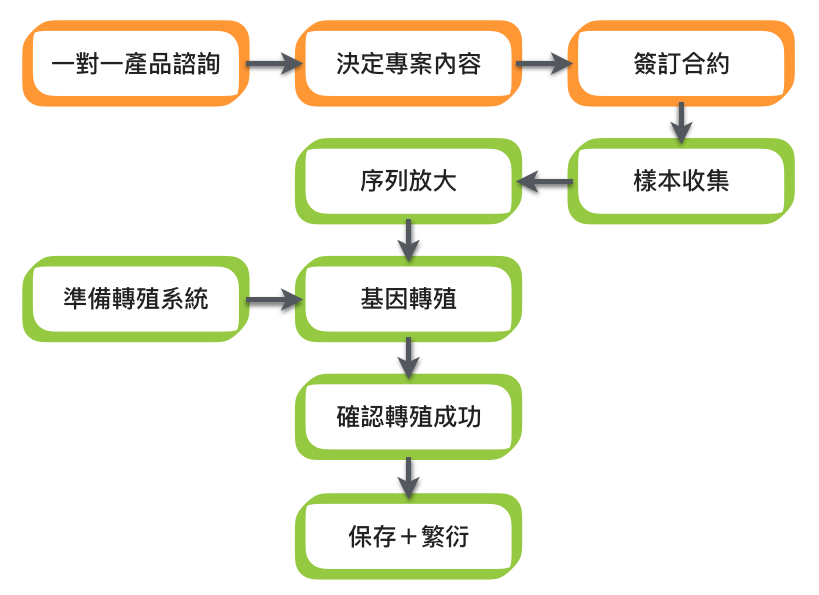 一對一產品諮詢
決定專案內容
簽訂合約
樣本收集
序列放大
準備轉殖系統
基因轉殖
確認轉殖成功
保存＋繁衍